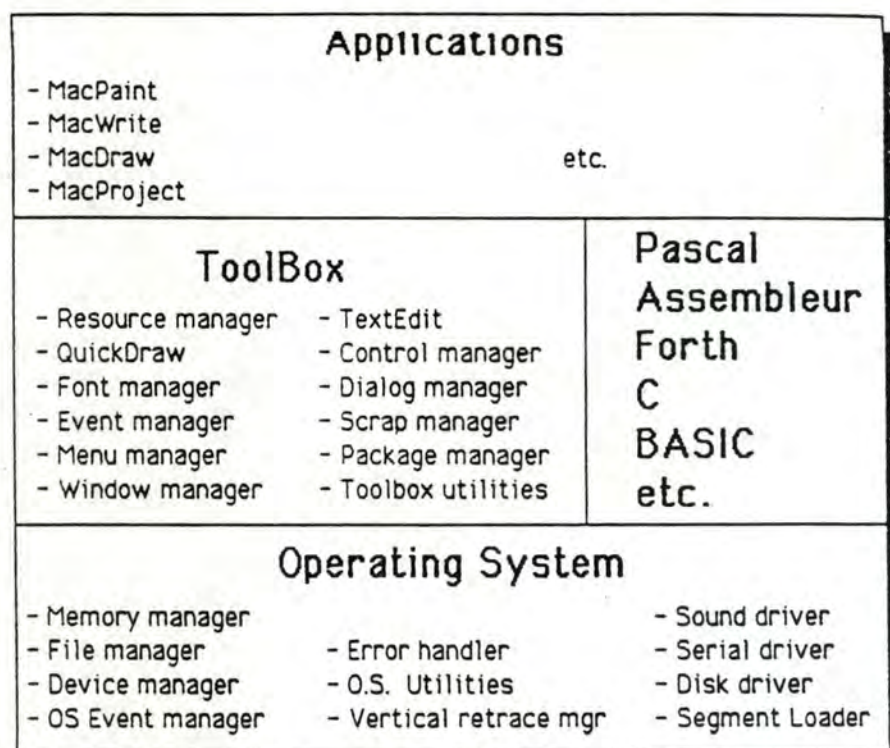 Applications
- MacPaint
- MacWrite
- MacDraw
etc.
- MacProject
ToolBox
- Resource manager
- QuickDraw
- Font manager
- Event manager
- Menu manager
- Window manager
- TextEdit
- Control manager
- Dialog manager
- Scrap manager
- Package manager
- Toolbox utilities
Pascal
Assembleur
Forth
C
BASIC
etc.
Operating System
- Memory manager
- File manager
- Device manager
- OS Event manager
- Error handler
- O.S. Utilities
- Vertical retrace mgr
- Sound driver
- Serial driver
- Disk driver
- Segment Loader